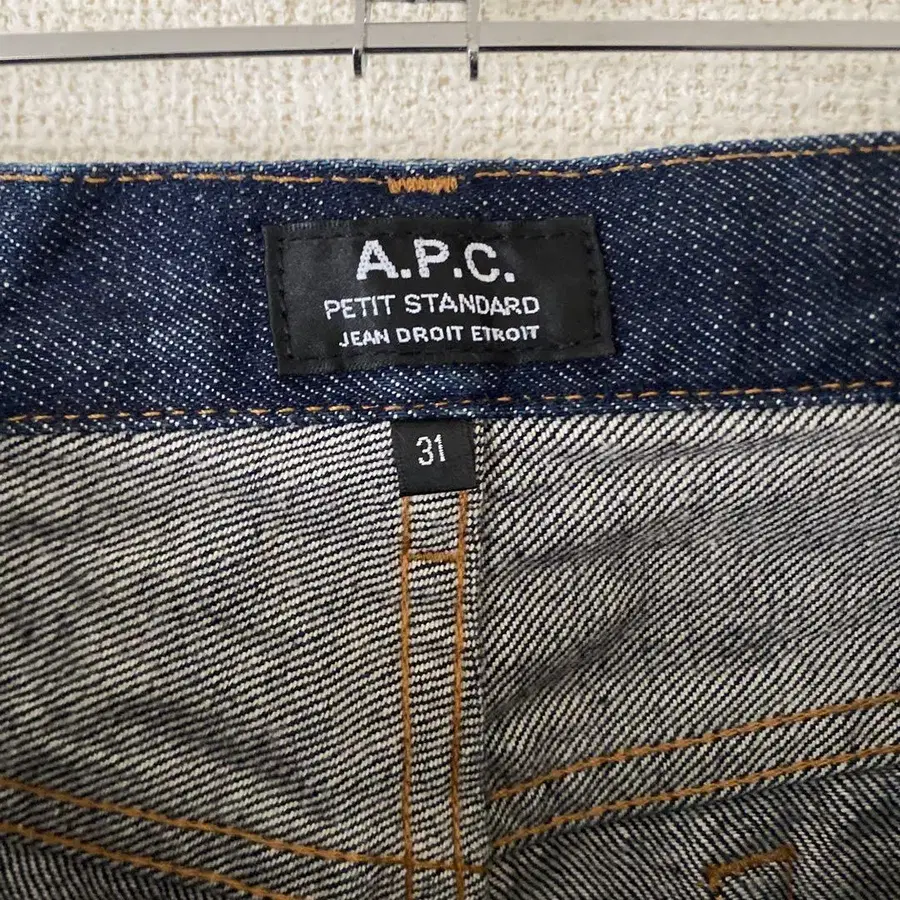 A.P.C.
PETIT STANDARD
JEAN DROIT ETROIT
31